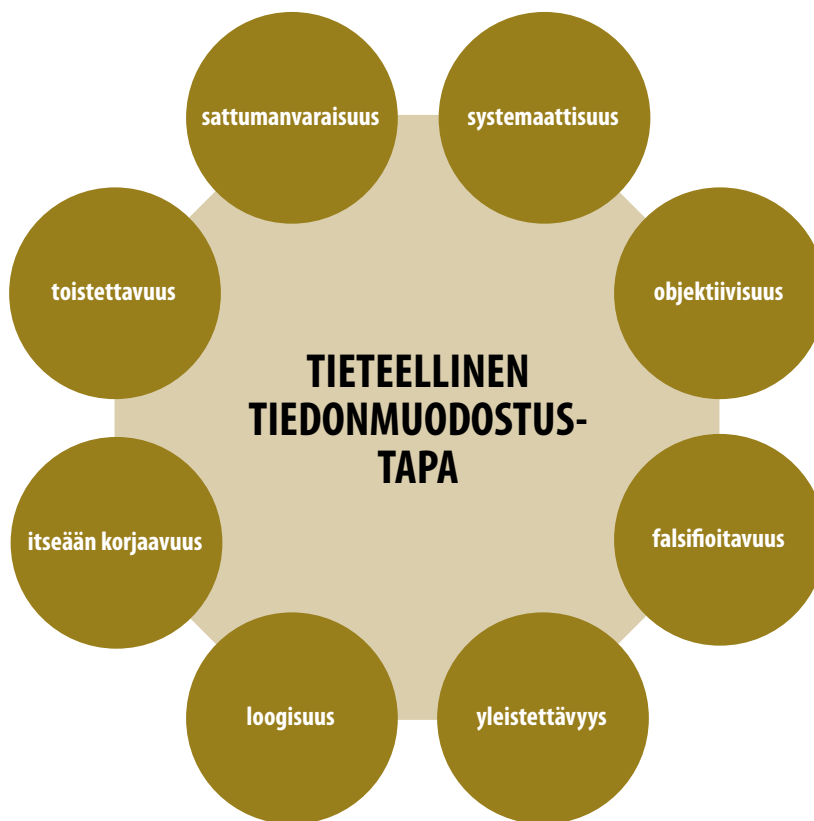 sattumanvaraisuus
systemaattisuus
toistettavuus
objektiivisuus
TIETEELLINEN
TIEDONMUODOSTUS-
TAPA
itseään korjaavuus
falsifioitavuus
loogisuus
yleistettävyys